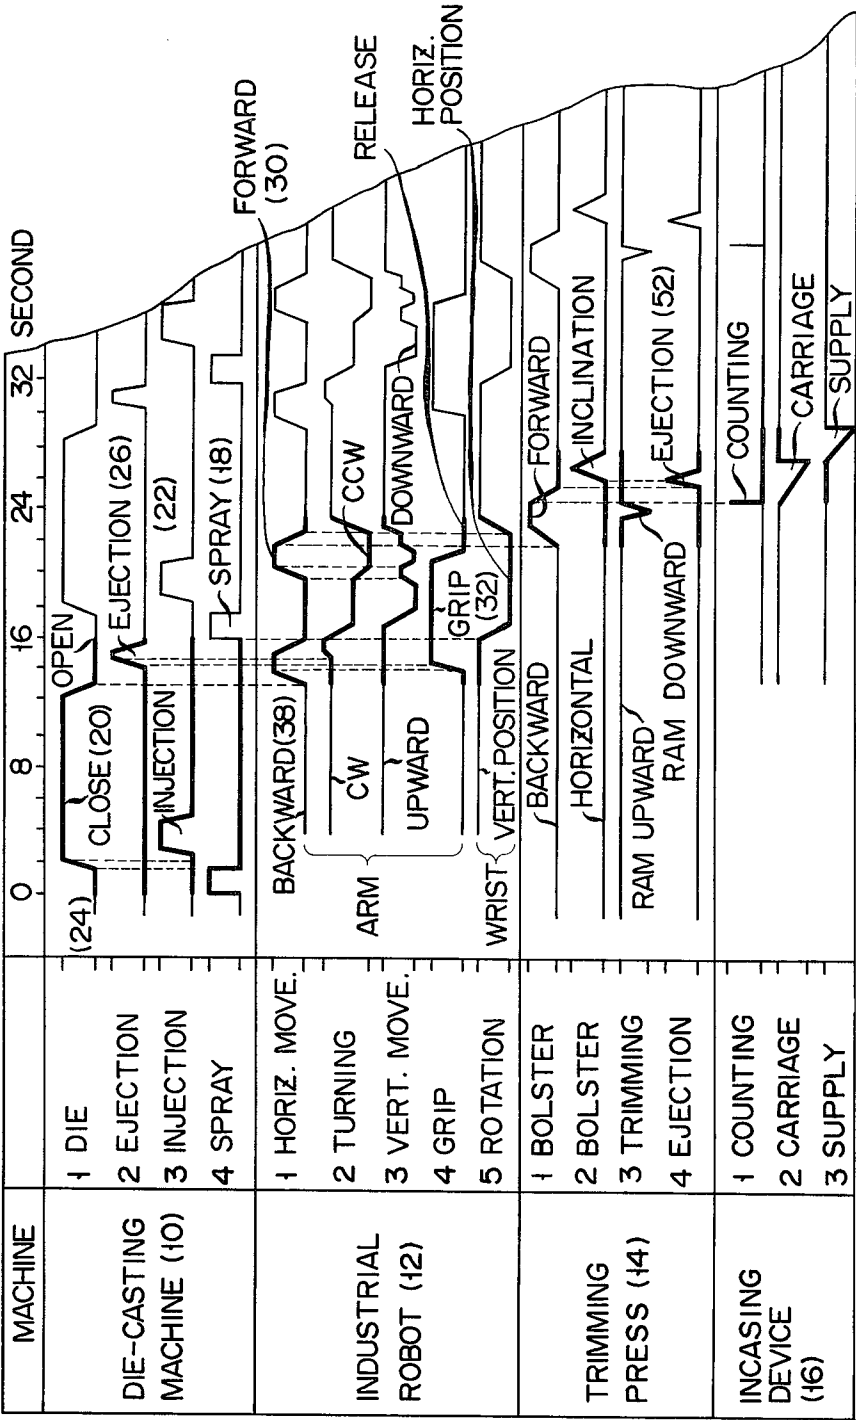 MACHINE
0
8
16
24
32
SECOND
DIE-CASTING
MACHINE (10)
1 DIE
2 EJECTION
3 INJECTION
4 SPRAY
(24)
CLOSE (20)
OPEN
EJECTION (26)
INJECTION
(22)
SPRAY (18)
INDUSTRIAL
ROBOT (12)
1 HORIZ. MOVE.
2 TURNING
3 VERT. MOVE.
4 GRIP
5 ROTATION
ARM
WRIST
BACKWARD (38)
CW
UPWARD
VERT. POSITION
GRIP
(32)
CCW
DOWNWARD
FORWARD
(30)
RELEASE
HORIZ.
POSITION
TRIMMING
PRESS (14)
1 BOLSTER
2 BOLSTER
3 TRIMMING
4 EJECTION
BACKWARD
HORIZONTAL
RAM UPWARD
RAM DOWNWARD
FORWARD
INCLINATION
EJECTION (52)
INCASING
DEVICE
(16)
1 COUNTING
2 CARRIAGE
3 SUPPLY
COUNTING
CARRIAGE
SUPPLY